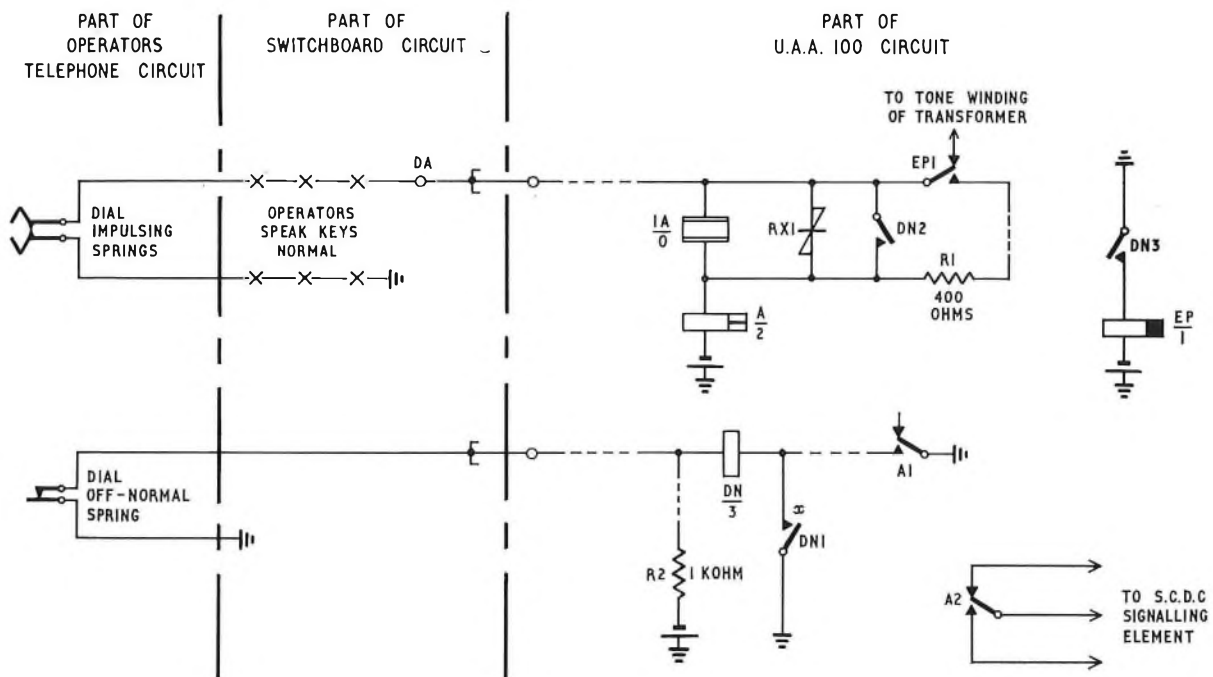 PART OF
OPERATORS
TELEPHONE CIRCUIT
PART OF
SWITCHBOARD CIRCUIT
PART OF
U.A.A. 100 CIRCUIT
TO TONE WINDING
OF TRANSFORMER
DA
EP1
DIAL
IMPULSING
SPRINGS
OPERATORS
SPEAK KEYS
NORMAL
IA
0
RX1
DN2
R1
400
OHMS
DN3
A
2
EP
1
DIAL
OFF-NORMAL
SPRING
DN
3
A1
x
DN1
R2
1 KOHM
A2
TO S.C.D.C
SIGNALLING
ELEMENT